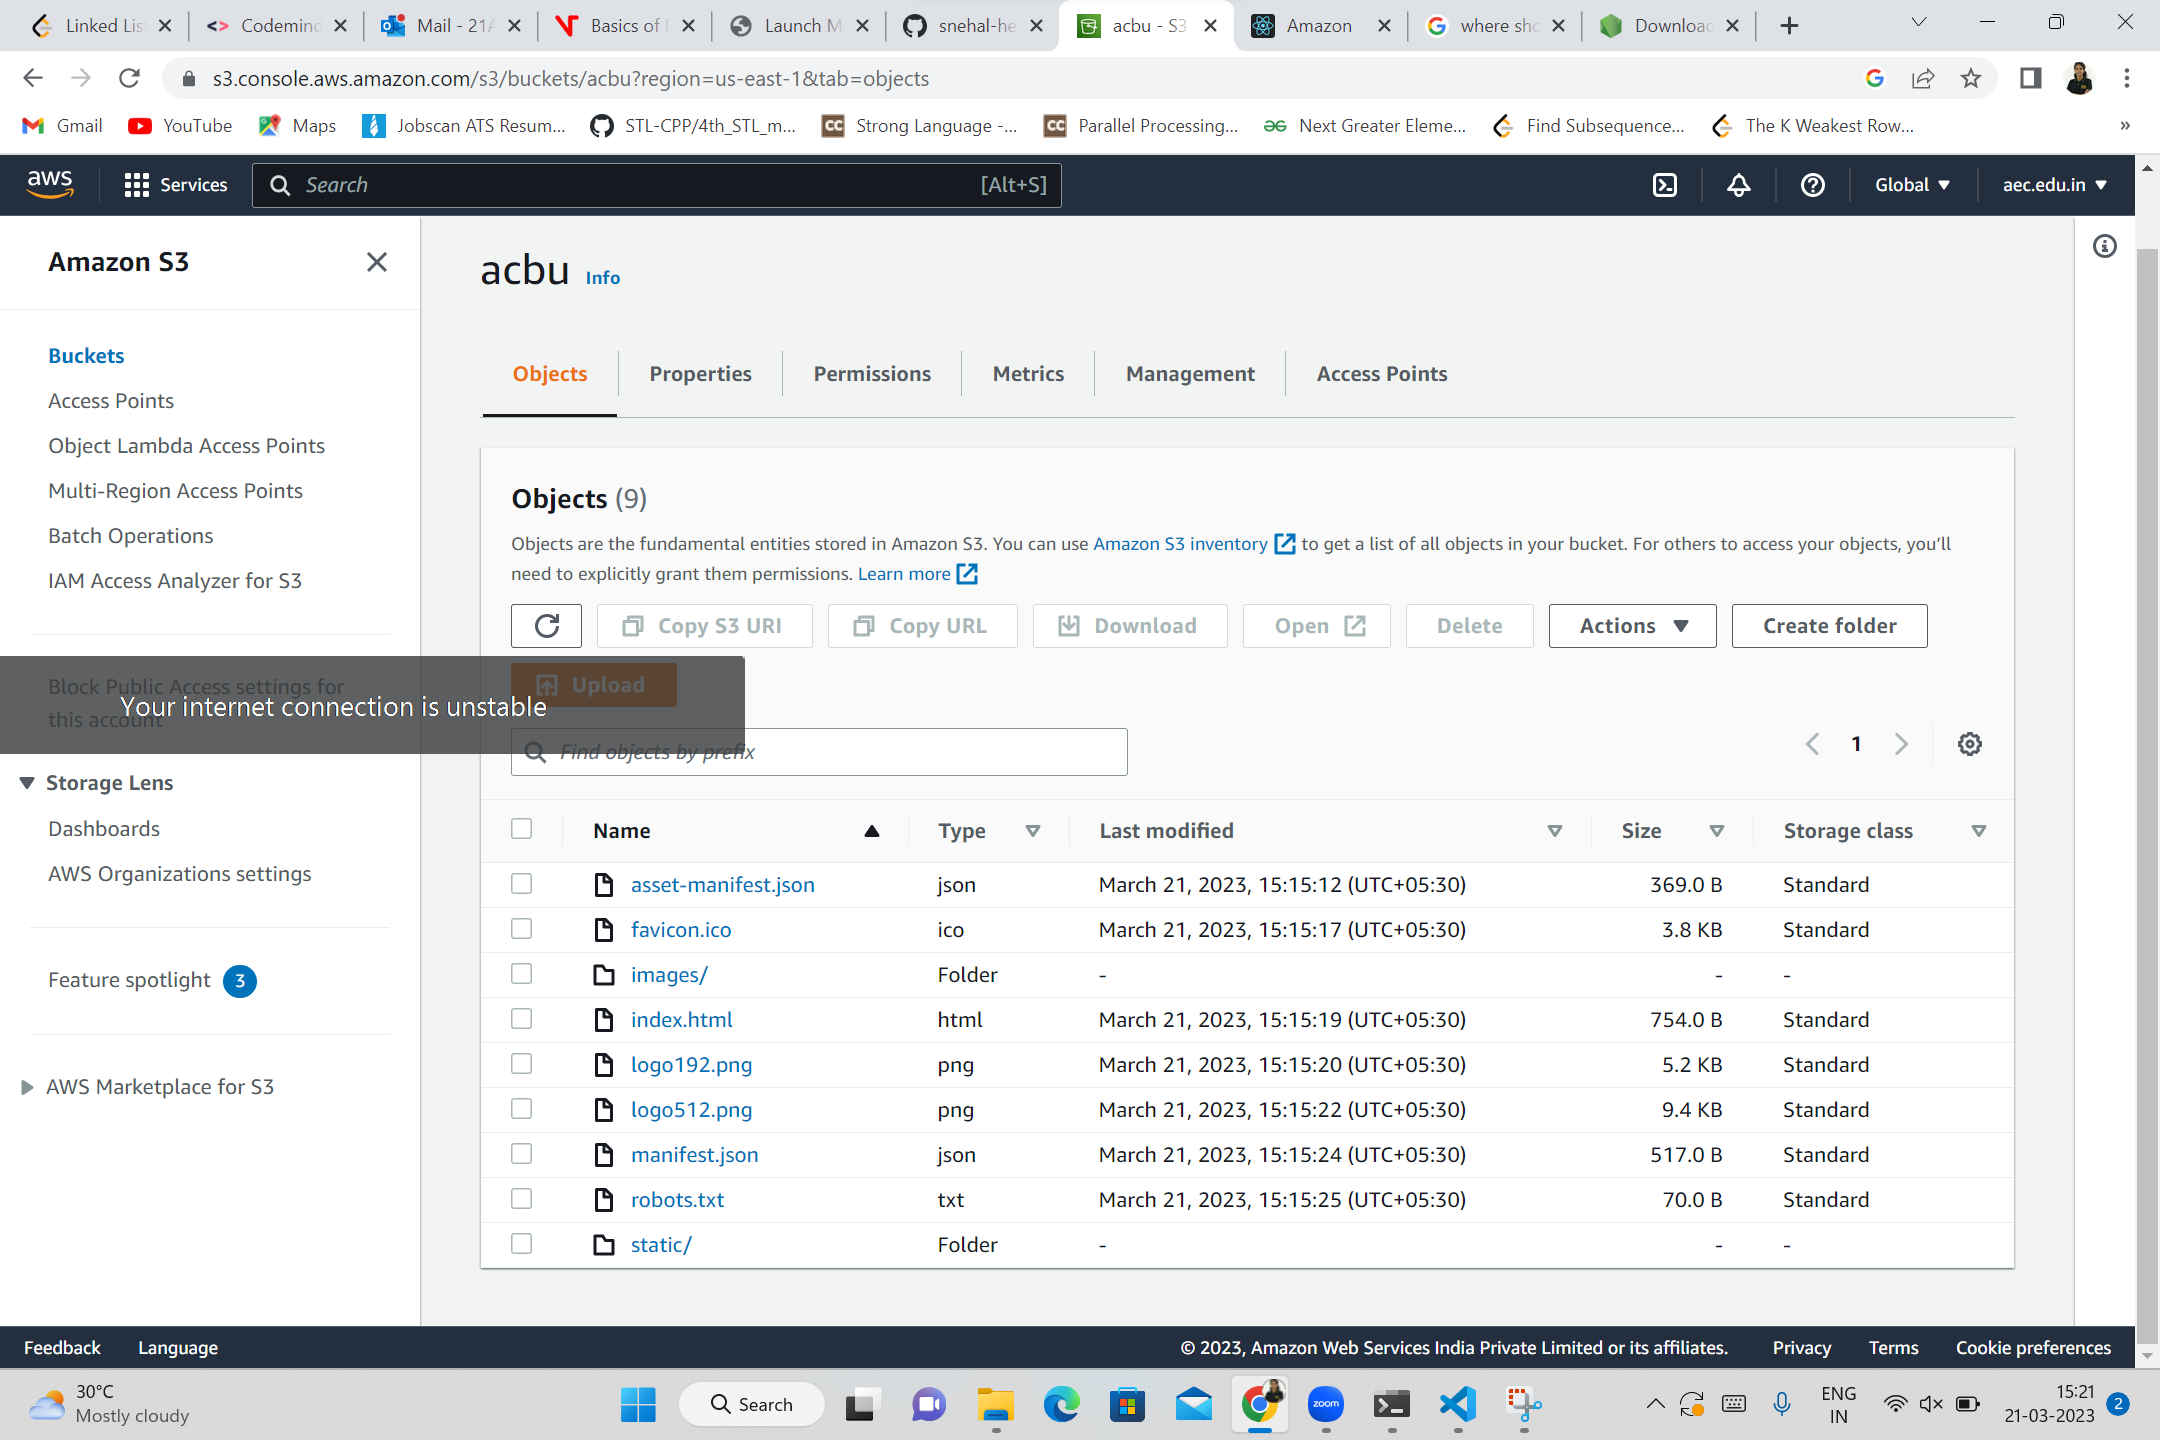 Linked Lis
Codeminc
Mail - 21A
Basics of
Launch M
snehal-he
acbu - S3
Amazon
where sho
Download
s3.console.aws.amazon.com/s3/buckets/acbu?region=us-east-1&tab=objects
Gmail
YouTube
Maps
Jobscan ATS Resum...
STL-CPP/4th_STL_m...
Strong Language -...
Parallel Processing...
Next Greater Eleme...
Find Subsequence...
The K Weakest Row...
»
aws
Services
Search
[Alt+S]
Global
aec.edu.in
Amazon S3
Buckets
Access Points
Object Lambda Access Points
Multi-Region Access Points
Batch Operations
IAM Access Analyzer for S3
Block Public Access settings for
this account
Your internet connection is unstable
Storage Lens
Dashboards
AWS Organizations settings
Feature spotlight 3
AWS Marketplace for S3
acbu Info
Objects
Properties
Permissions
Metrics
Management
Access Points
Objects (9)
Objects are the fundamental entities stored in Amazon S3. You can use Amazon S3 inventory to get a list of all objects in your bucket. For others to access your objects, you'll
need to explicitly grant them permissions. Learn more
Copy S3 URI
Copy URL
Download
Open
Delete
Actions
Create folder
Upload
Find objects by prefix
1
Name Type Last modified Size Storage class
asset-manifest.json json March 21, 2023, 15:15:12 (UTC+05:30) 369.0 B Standard
favicon.ico ico March 21, 2023, 15:15:17 (UTC+05:30) 3.8 KB Standard
images/ Folder - - -
index.html html March 21, 2023, 15:15:19 (UTC+05:30) 754.0 B Standard
logo192.png png March 21, 2023, 15:15:20 (UTC+05:30) 5.2 KB Standard
logo512.png png March 21, 2023, 15:15:22 (UTC+05:30) 9.4 KB Standard
manifest.json json March 21, 2023, 15:15:24 (UTC+05:30) 517.0 B Standard
robots.txt txt March 21, 2023, 15:15:25 (UTC+05:30) 70.0 B Standard
static/ Folder - - -
Feedback
Language
© 2023, Amazon Web Services India Private Limited or its affiliates.
Privacy
Terms
Cookie preferences
30°C
Mostly cloudy
Search
zoom
ENG
IN
15:21
21-03-2023
2